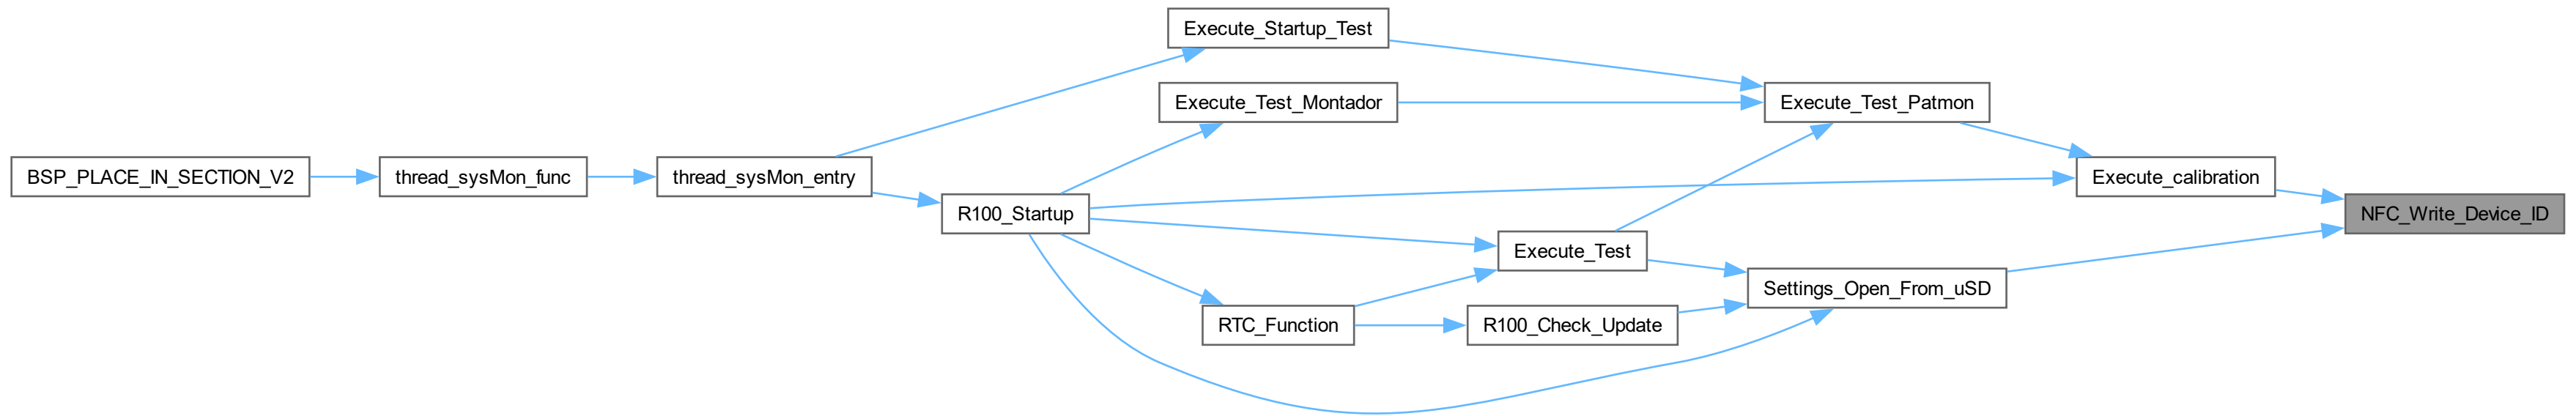 Execute_Startup_Test
Execute_Test_Montador
Execute_Test_Patmon
BSP_PLACE_IN_SECTION_V2
thread_sysMon_func
thread_sysMon_entry
Execute_calibration
R100_Startup
NFC_Write_Device_ID
Execute_Test
Settings_Open_From_uSD
RTC_Function
R100_Check_Update